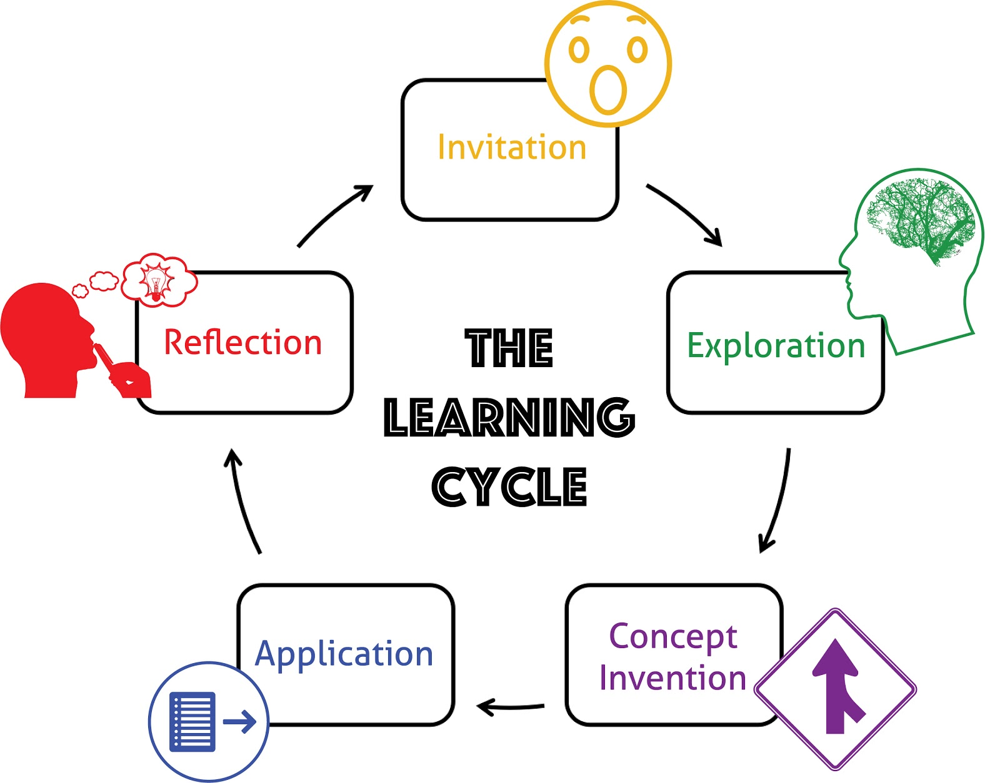 Invitation
Exploration
Concept
Invention
Application
Reflection
THE
LEARNING
CYCLE